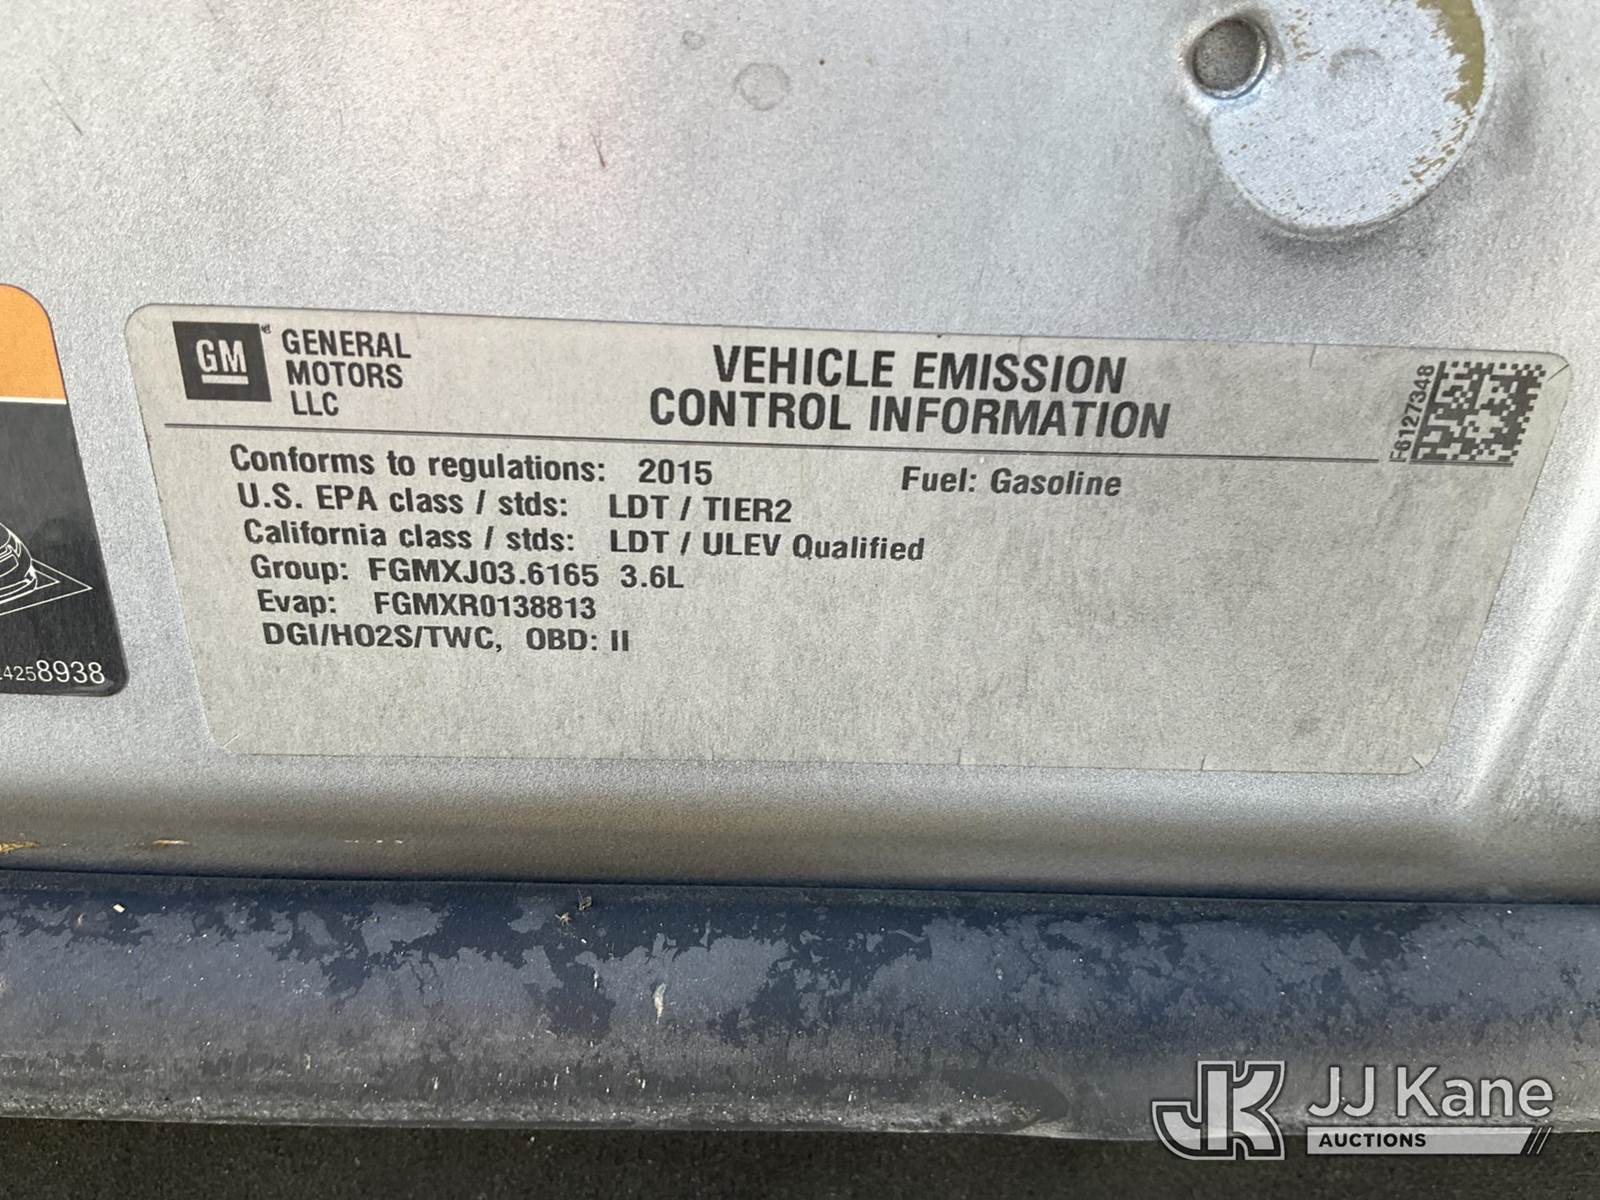 GM
GENERAL
MOTORS
LLC
VEHICLE EMISSION
CONTROL INFORMATION
F6127348
Conforms to regulations: 2015
Fuel: Gasoline
U.S. EPA class / stds: LDT / TIER2
California class / stds: LDT / ULEV Qualified
Group: FGMXJ03.6165 3.6L
Evap: FGMXR0138813
DGI/HO2S/TWC, OBD: II
4258938
JK
JJ Kane
AUCTIONS